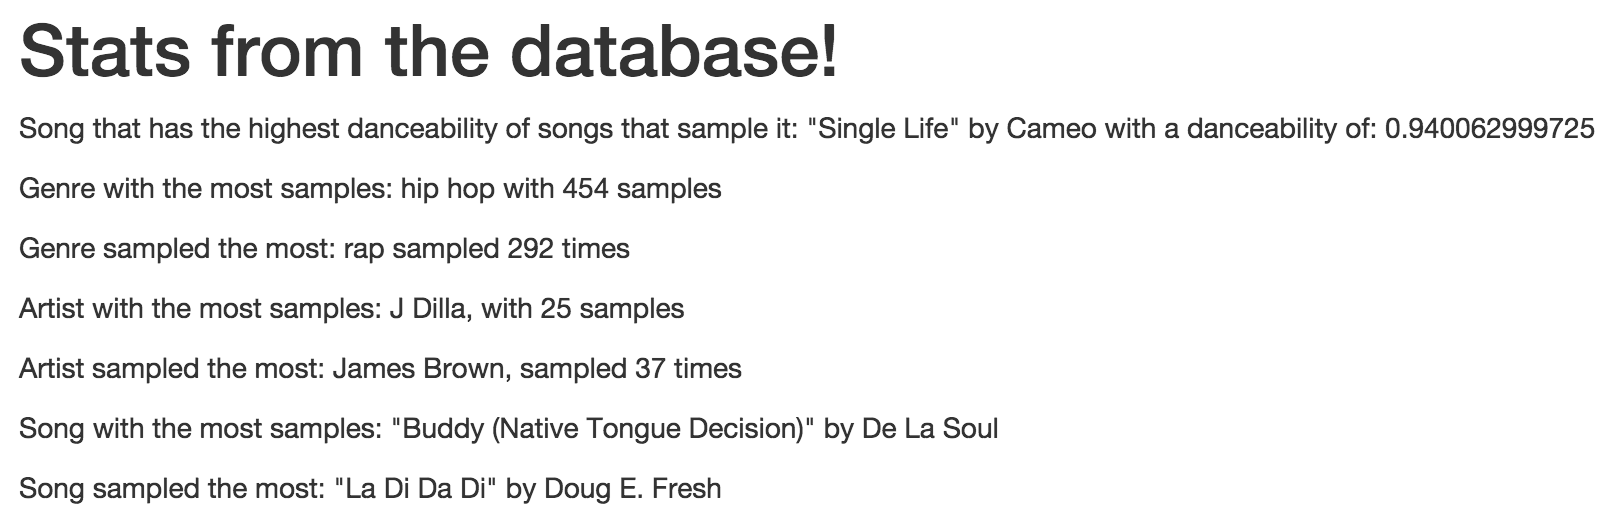 Stats from the database!
Song that has the highest danceability of songs that sample it: "Single Life" by Cameo with a danceability of: 0.940062999725
Genre with the most samples: hip hop with 454 samples
Genre sampled the most: rap sampled 292 times
Artist with the most samples: J Dilla, with 25 samples
Artist sampled the most: James Brown, sampled 37 times
Song with the most samples: "Buddy (Native Tongue Decision)" by De La Soul
Song sampled the most: "La Di Da Di" by Doug E. Fresh